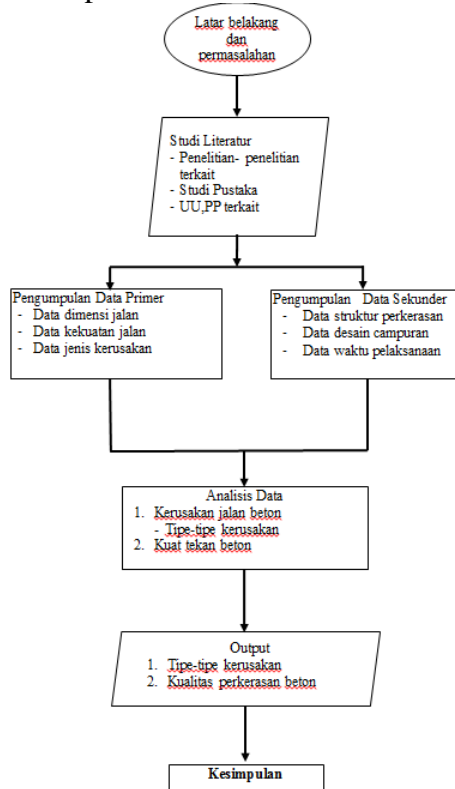 Latar belakang
dan
permasalahan
Studi Literatur
- Penelitian- penelitian
terkait
- Studi Pustaka
- UU,PP terkait
Pengumpulan Data Primer
- Data dimensi jalan
- Data kekuatan jalan
- Data jenis kerusakan
Pengumpulan Data Sekunder
- Data struktur perkerasan
- Data desain campuran
- Data waktu pelaksanaan
Analisis Data
1. Kerusakan jalan beton
- Tipe-tipe kerusakan
2. Kuat tekan beton
Output
1. Tipe-tipe kerusakan
2. Kualitas perkerasan beton
Kesimpulan